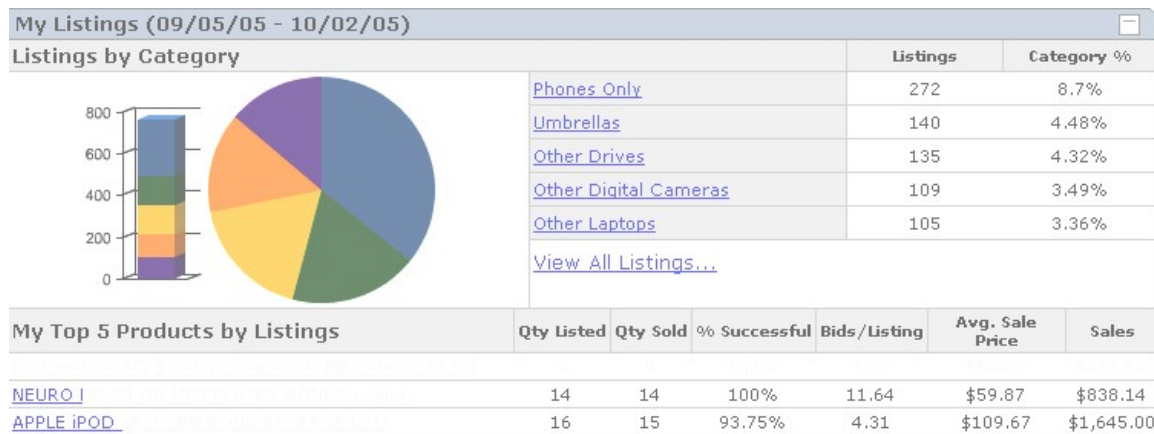 My Listings (09/05/05 - 10/02/05)
Listings by Category Listings Category %
800
600
400
200
0
Phones Only 272 8.7%
Umbrellas 140 4.48%
Other Drives 135 4.32%
Other Digital Cameras 109 3.49%
Other Laptops 105 3.36%
View All Listings...
My Top 5 Products by Listings Qty Listed Qty Sold % Successful Bids/Listing Avg. Sale Price Sales
NEURO I 14 14 100% 11.64 $59.87 $838.14
APPLE iPOD 16 15 93.75% 4.31 $109.67 $1,645.00